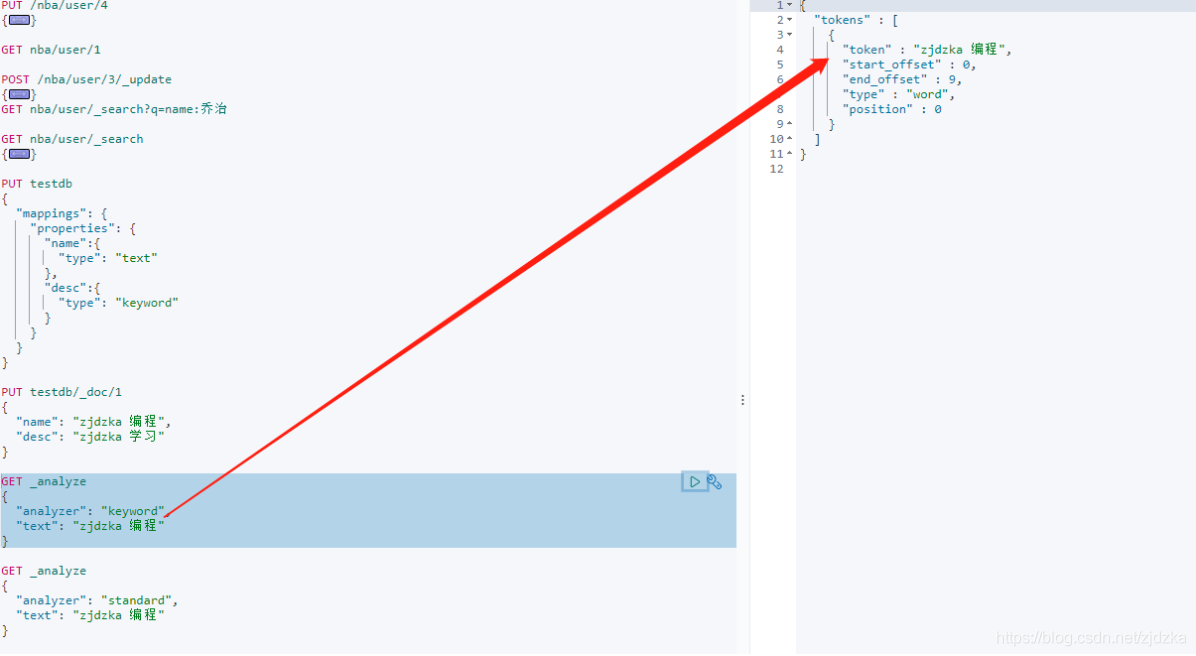 PUT /nba/user/4
{}
GET nba/user/1
POST /nba/user/3/_update
{}
GET nba/user/_search?q=name:乔治
GET nba/user/_search
{}
PUT testdb
{
"mappings": {
"properties": {
"name":{
"type": "text"
},
"desc":{
"type": "keyword"
}
}
}
}
PUT testdb/_doc/1
{
"name": "zjdzka 编程",
"desc": "zjdzka 学习"
}
GET _analyze
{
"analyzer": "keyword"
"text": "zjdzka 编程"
}
GET _analyze
{
"analyzer": "standard",
"text": "zjdzka 编程"
}
1 {
2 "tokens" : [
3 {
4 "token" : "zjdzka 编程",
5 "start_offset" : 0,
6 "end_offset" : 9,
"type" : "word",
8 "position" : 0
9 }
10 ]
11 }
12
https://blog.csdn.net/zjdzka